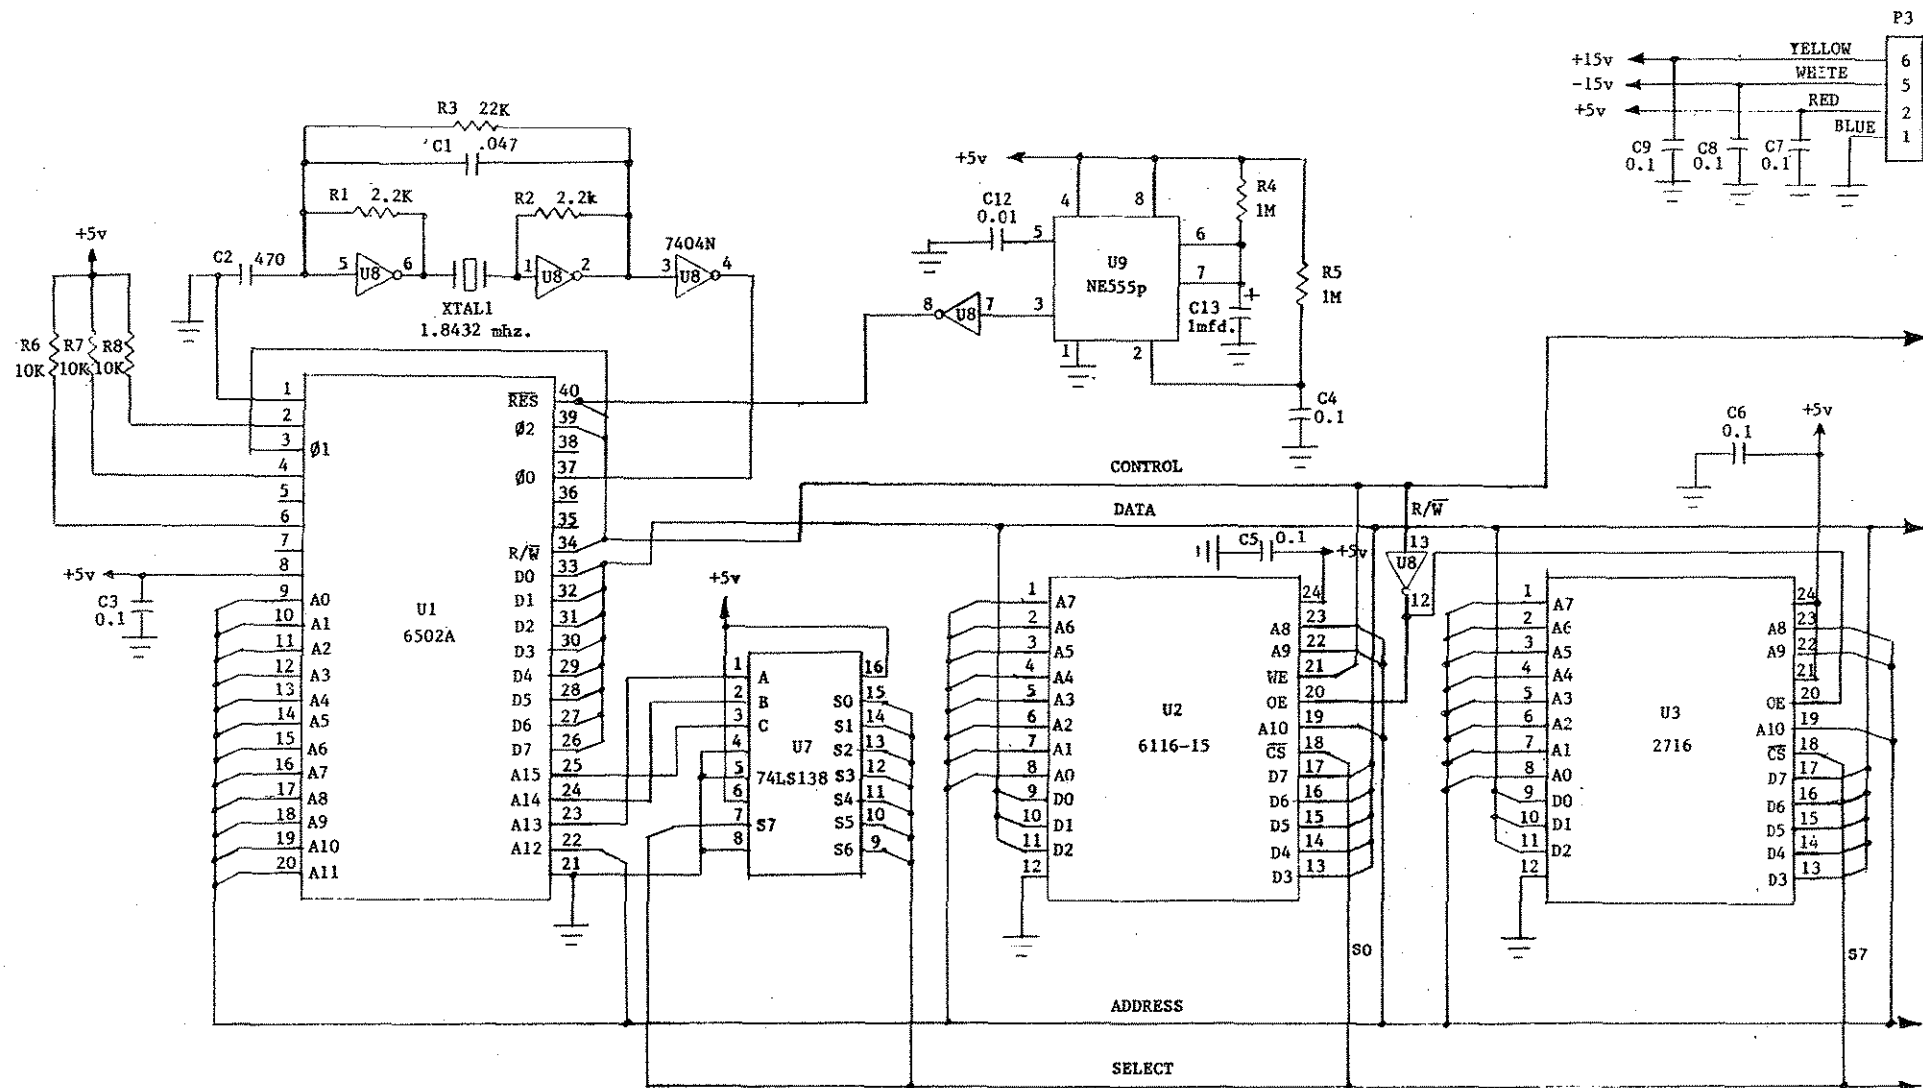 P3
+15v YELLOW 6
-15v WHITE 5
+5v RED 2
BLUE 1
C9 0.1
C8 0.1
C7 0.1
R3 22K
C1 .047
R1 2.2K
R2 2.2k
+5v
C2 470
5 U8 6
1 U8 2
7404N
3 U8 4
XTAL1
1.8432 mhz.
R6 10K
R7 10K
R8 10K
+5v
C12
0.01
4
8
5
6
7
3
1
2
U9
NE555p
R4
1M
R5
1M
C13
1mfd.
+
8 U8 7
C4
0.1
C6
0.1
+5v
1
2
3 Ø1
4
5
6
7
8
+5v
C3
0.1
9 A0
10 A1
11 A2
12 A3
13 A4
14 A5
15 A6
16 A7
17 A8
18 A9
19 A10
20 A11
U1
6502A
R̅E̅S̅ 40
Ø2 39
38
Ø0 37
36
35
R/W̅ 34
D0 33
D1 32
D2 31
D3 30
D4 29
D5 28
D6 27
D7 26
A15 25
A14 24
A13 23
A12 22
21
+5v
1 A
2 B
3 C
4
5
6
7 S7
8
U7
74LS138
16
S0 15
S1 14
S2 13
S3 12
S4 11
S5 10
S6 9
CONTROL
DATA
R/W̅
13
U8
12
C5 0.1
+5v
1 A7
2 A6
3 A5
4 A4
5 A3
6 A2
7 A1
8 A0
9 D0
10 D1
11 D2
12
U2
6116-15
24
A8 23
A9 22
WE 21
OE 20
A10 19
C̅S̅ 18
D7 17
D6 16
D5 15
D4 14
D3 13
S0
1 A7
2 A6
3 A5
4 A4
5 A3
6 A2
7 A1
8 A0
9 D0
10 D1
11 D2
12
U3
2716
24
A8 23
A9 22
21
OE 20
A10 19
C̅S̅ 18
D7 17
D6 16
D5 15
D4 14
D3 13
S7
ADDRESS
SELECT